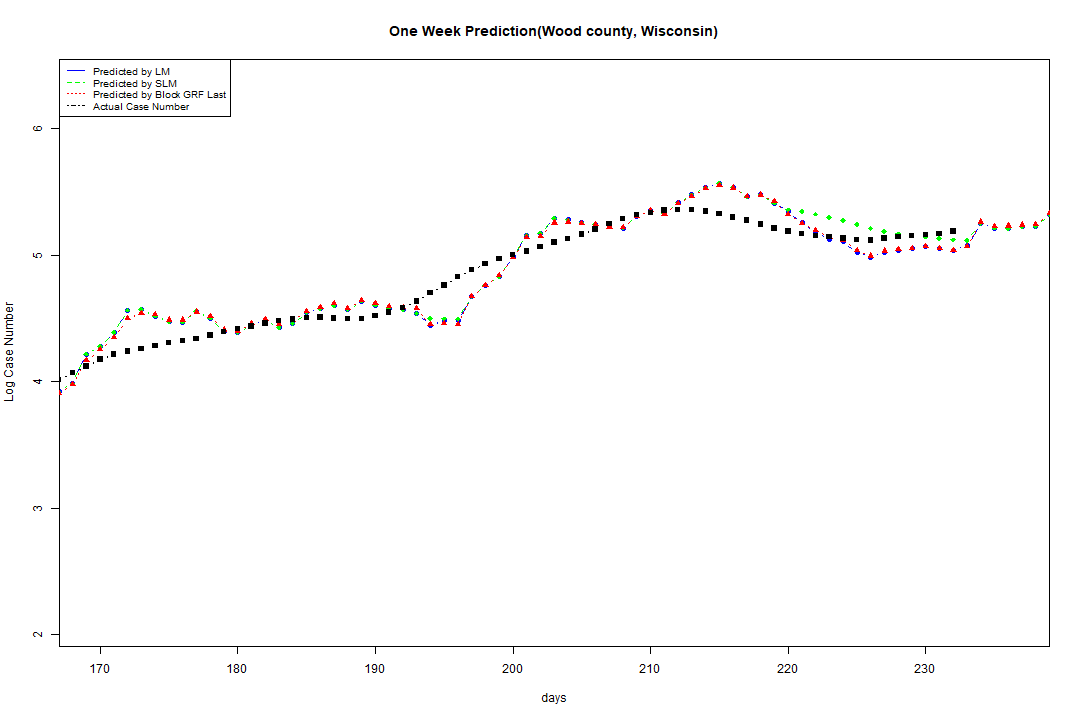 One Week Prediction(Wood county, Wisconsin)
Predicted by LM
Predicted by SLM
Predicted by Block GRF Last
Actual Case Number
6
5
4
3
2
Log Case Number
170 180 190 200 210 220 230
days